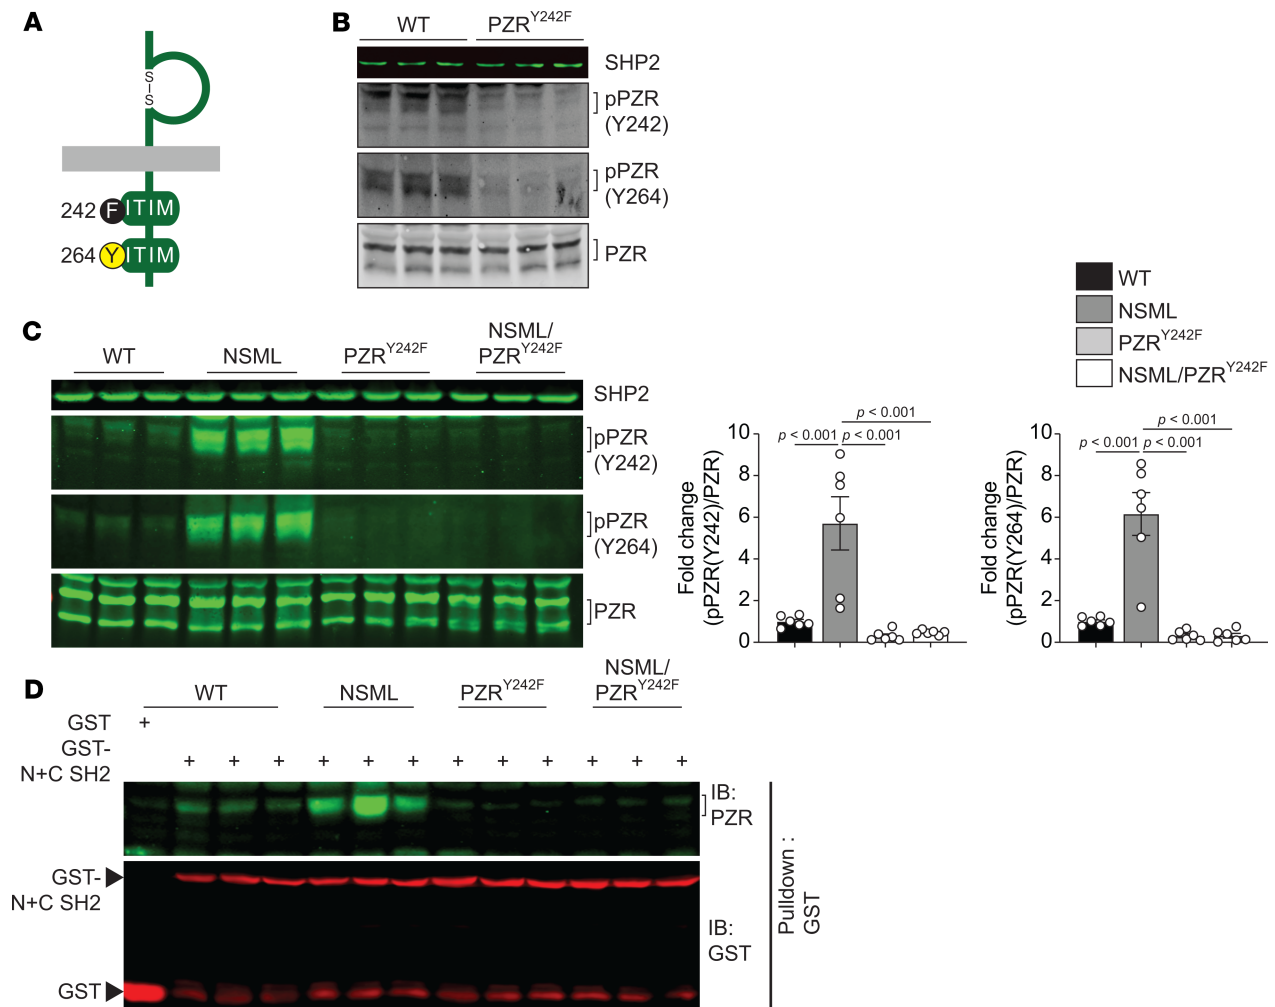 A
S
S
242 F ITIM
264 Y ITIM
B
WT PZR^Y242F
SHP2
pPZR
(Y242)
pPZR
(Y264)
PZR
WT
NSML
PZR^Y242F
NSML/PZR^Y242F
C
WT NSML PZR^Y242F NSML/
PZR^Y242F
SHP2
pPZR
(Y242)
pPZR
(Y264)
PZR
Fold change
(pPZR(Y242)/PZR)
10
8
6
4
2
0
p < 0.001
p < 0.001 p < 0.001
Fold change
(pPZR(Y264)/PZR)
10
8
6
4
2
0
p < 0.001
p < 0.001 p < 0.001
D
WT NSML PZR^Y242F NSML/
PZR^Y242F
GST +
GST-
N+C SH2 + + + + + + + + + + + +
IB:
PZR
GST-
N+C SH2
IB:
GST
GST
Pulldown :
GST